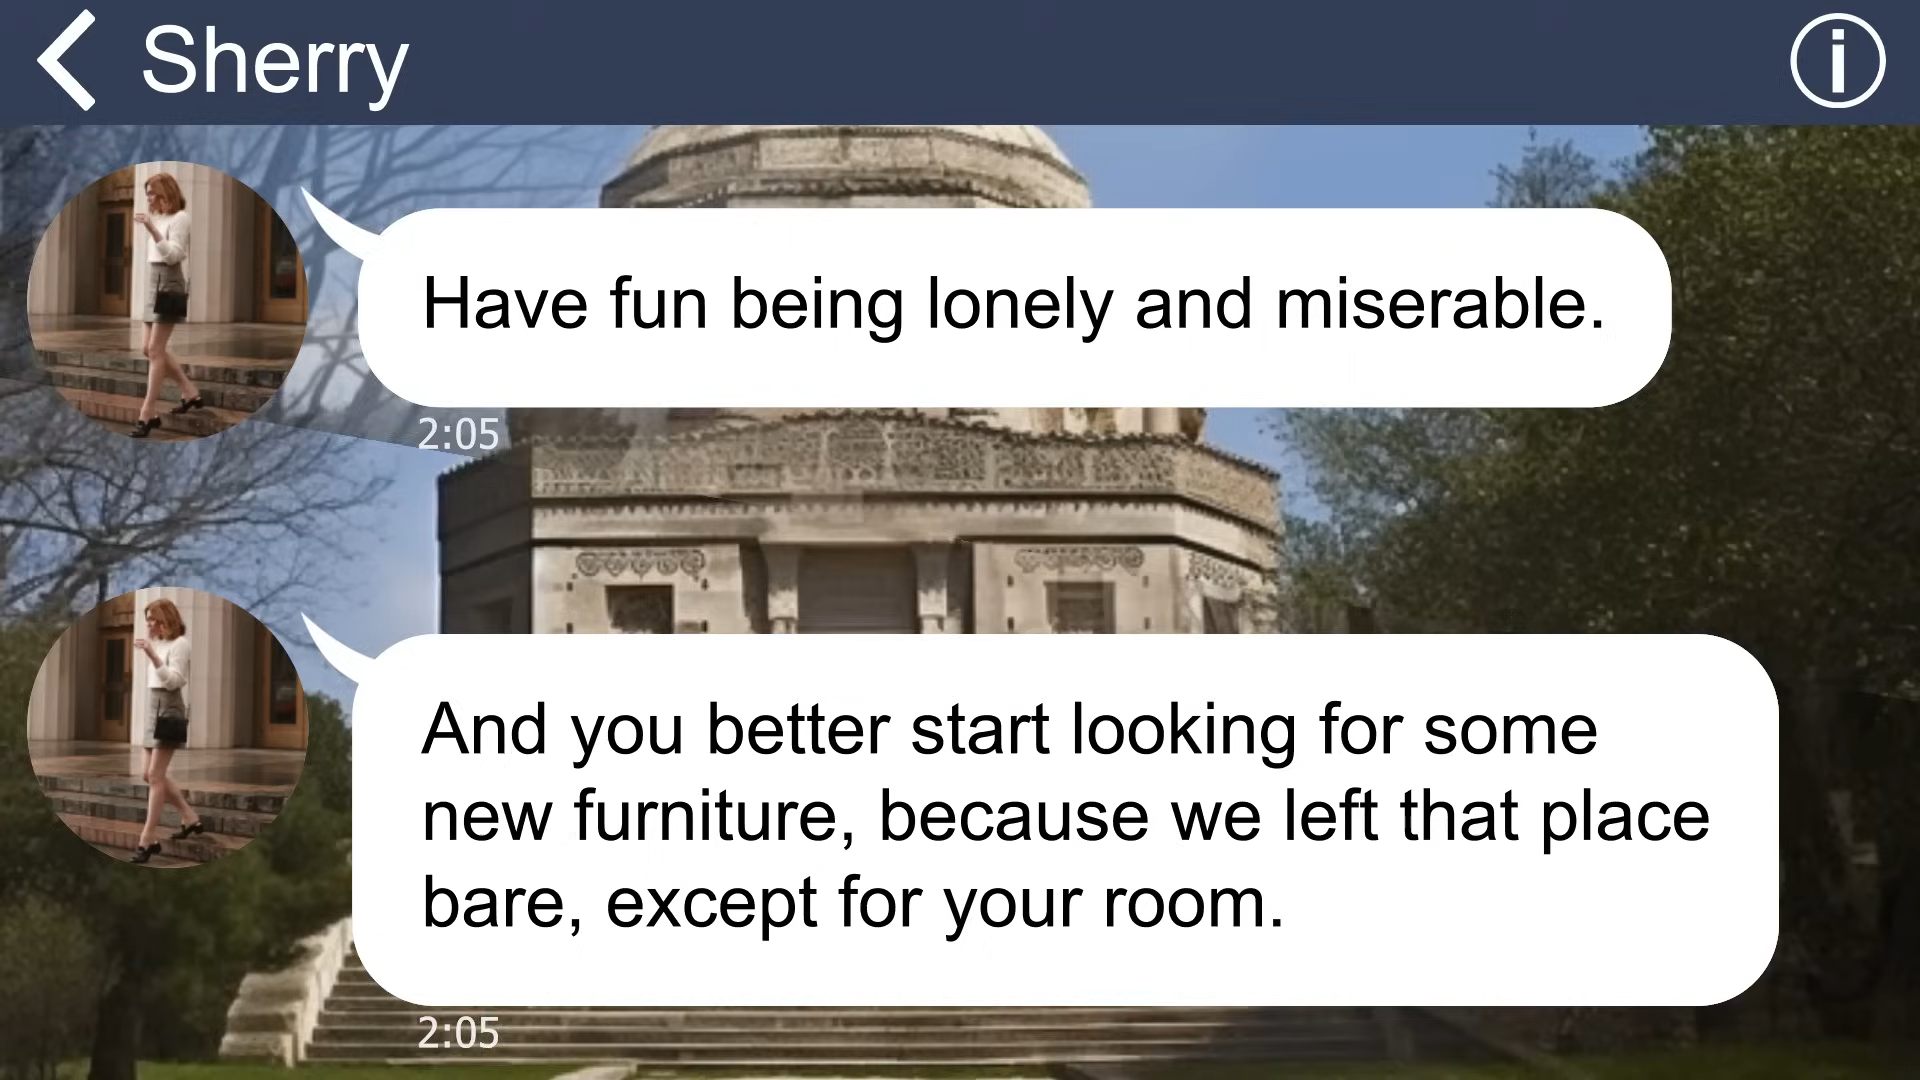 Sherry
Have fun being lonely and miserable.
2:05
And you better start looking for some
new furniture, because we left that place
bare, except for your room.
2:05